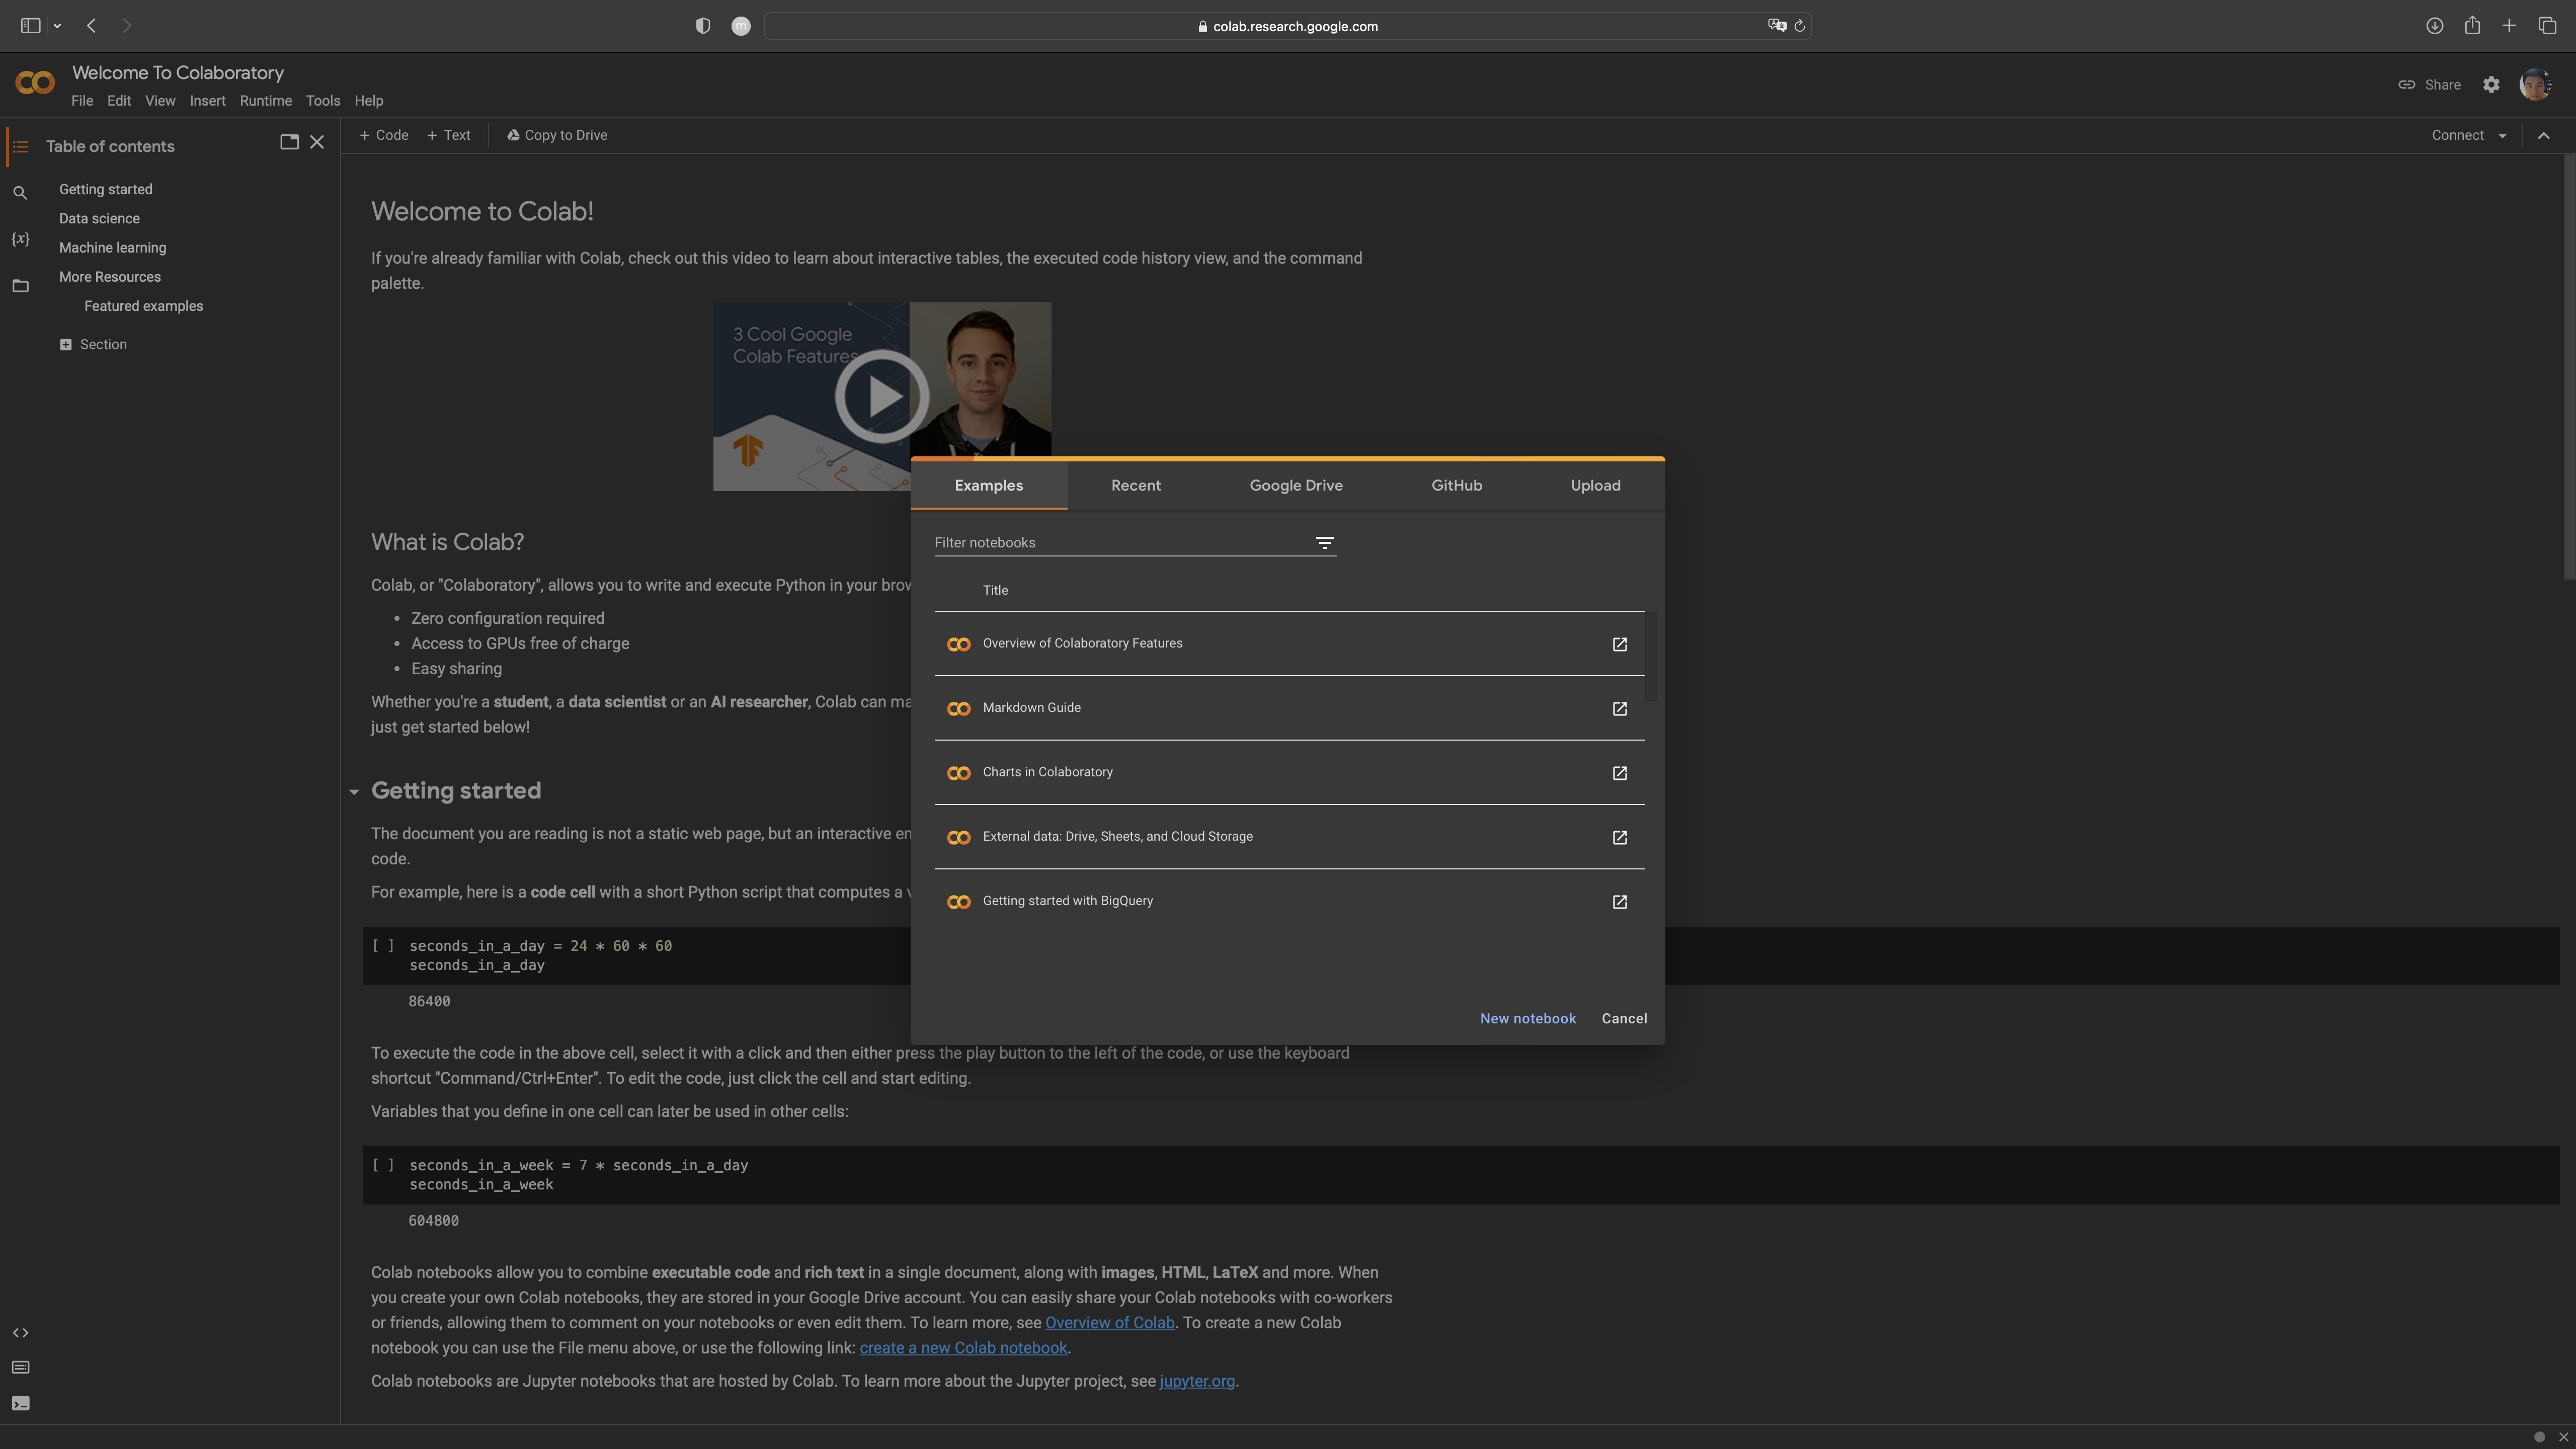 colab.research.google.com
Welcome To Colaboratory
File Edit View Insert Runtime Tools Help
Share
Table of contents
Getting started
Data science
Machine learning
More Resources
Featured examples
Section
+ Code + Text Copy to Drive
Connect
Welcome to Colab!
If you're already familiar with Colab, check out this video to learn about interactive tables, the executed code history view, and the command
palette.
3 Cool Google
Colab Features
What is Colab?
Colab, or "Colaboratory", allows you to write and execute Python in your
Zero configuration required
Access to GPUs free of charge
Easy sharing
Whether you're a student, a data scientist or an AI researcher, Colab can
just get started below!
Getting started
The document you are reading is not a static web page, but an interactive
code.
For example, here is a code cell with a short Python script that computes a
[ ] seconds_in_a_day = 24 * 60 * 60
seconds_in_a_day
86400
To execute the code in the above cell, select it with a click and then either press the play button to the left of the code, or use the keyboard
shortcut "Command/Ctrl+Enter". To edit the code, just click the cell and start editing.
Variables that you define in one cell can later be used in other cells:
[ ] seconds_in_a_week = 7 * seconds_in_a_day
seconds_in_a_week
604800
Colab notebooks allow you to combine executable code and rich text in a single document, along with images, HTML, LaTeX and more. When
you create your own Colab notebooks, they are stored in your Google Drive account. You can easily share your Colab notebooks with co-workers
or friends, allowing them to comment on your notebooks or even edit them. To learn more, see Overview of Colab. To create a new Colab
notebook you can use the File menu above, or use the following link: create a new Colab notebook.
Colab notebooks are Jupyter notebooks that are hosted by Colab. To learn more about the Jupyter project, see jupyter.org.
Examples Recent Google Drive GitHub Upload
Filter notebooks
Title
Overview of Colaboratory Features
Markdown Guide
Charts in Colaboratory
External data: Drive, Sheets, and Cloud Storage
Getting started with BigQuery
New notebook Cancel